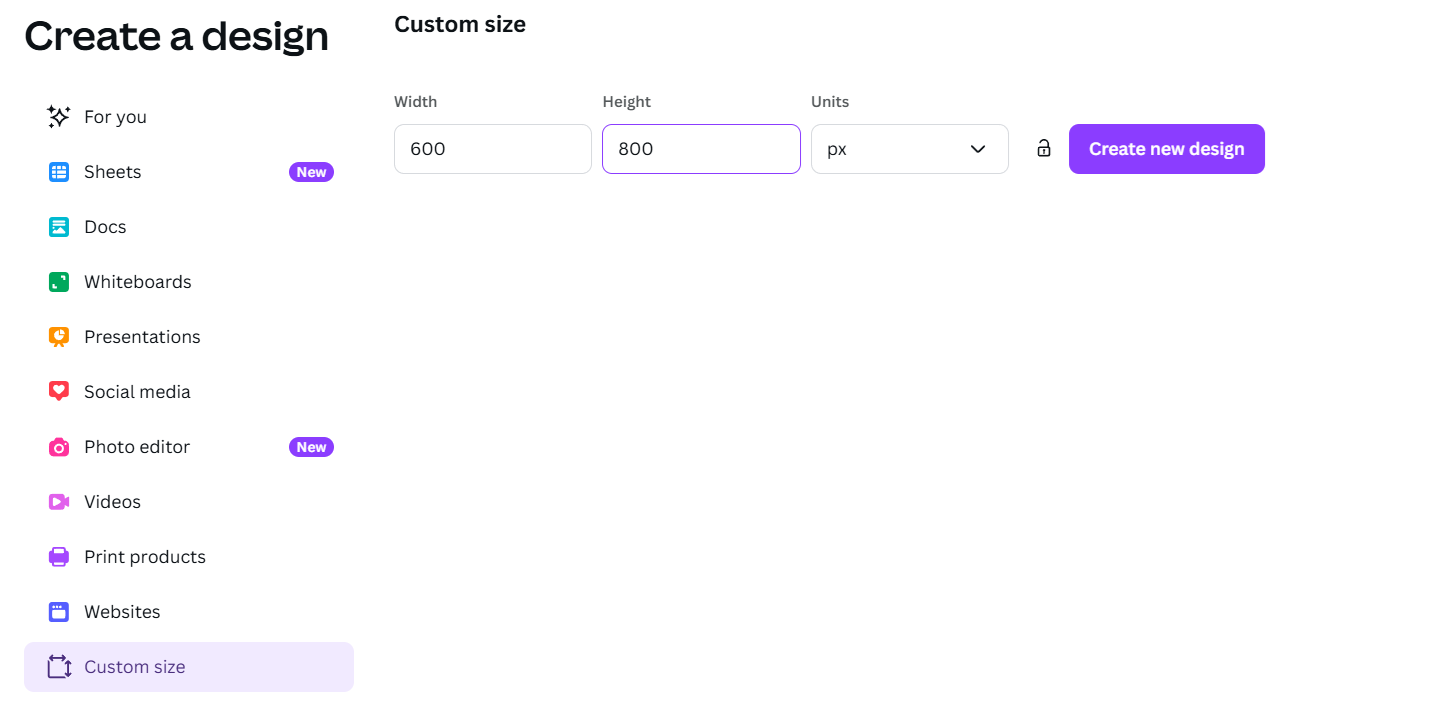 Create a design
For you
Sheets New
Docs
Whiteboards
Presentations
Social media
Photo editor New
Videos
Print products
Websites
Custom size
Custom size
Width Height Units
600 800 px Create new design